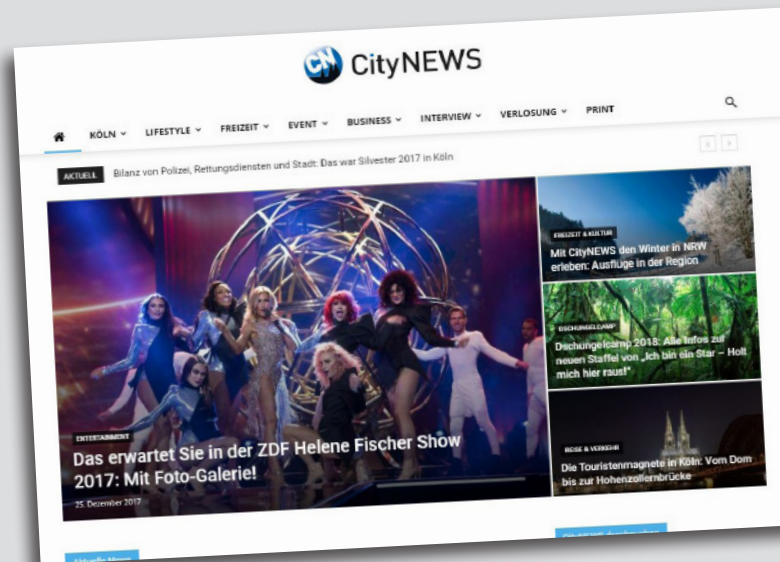 CN CityNEWS
KÖLN LIFESTYLE FREIZEIT EVENT BUSINESS INTERVIEW VERLOSUNG PRINT
AKTUELL Bilanz von Polizei, Rettungsdiensten und Stadt: Das war Silvester 2017 in Köln
ENTERTAINMENT
Das erwartet Sie in der ZDF Helene Fischer Show
2017: Mit Foto-Galerie!
25. Dezember 2017
FREIZEIT & KULTUR
Mit CityNEWS den Winter in NRW
erleben: Ausflüge in der Region
DSCHUNGELCAMP
Dschungelcamp 2018: Alle Infos zur
neuen Staffel von „Ich bin ein Star – Holt
mich hier raus!"
REISE & VERKEHR
Die Touristenmagnete in Köln: Vom Dom
bis zur Hohenzollernbrücke
Aktuelle News